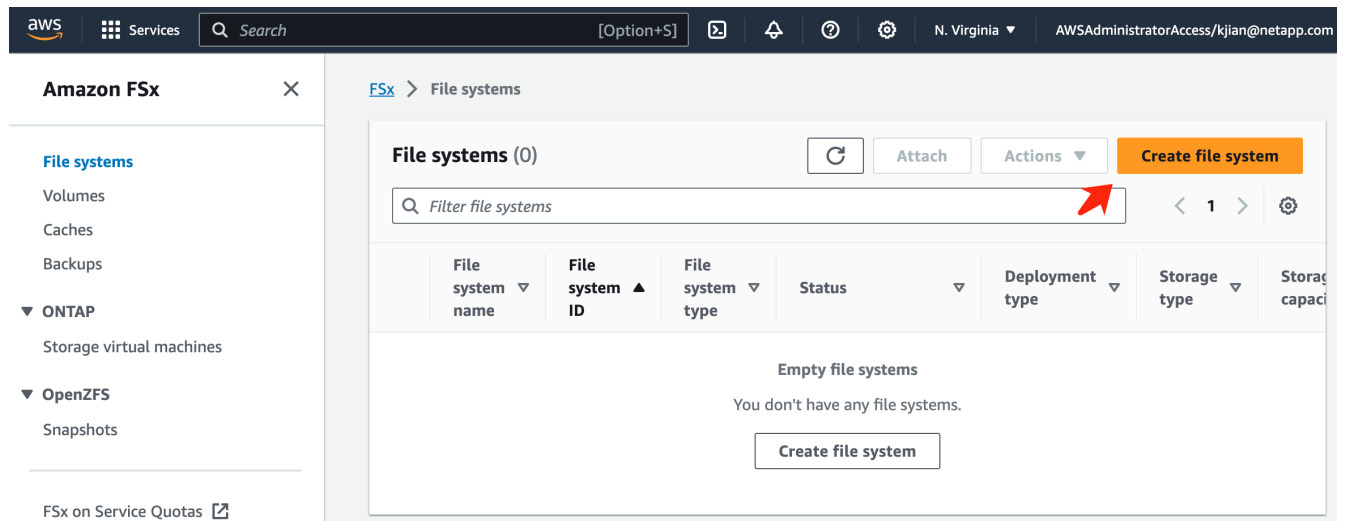 aws
Services
Search
[Option+S]
N. Virginia
AWSAdministratorAccess/kjian@netapp.com
Amazon FSx
File systems
Volumes
Caches
Backups
ONTAP
Storage virtual machines
OpenZFS
Snapshots
FSx on Service Quotas
FSx
File systems
File systems (0)
Attach
Actions
Create file system
Filter file systems
1
File
system
name
File
system
ID
File
system
type
Status
Deployment
type
Storage
type
Storag
capaci
Empty file systems
You don't have any file systems.
Create file system